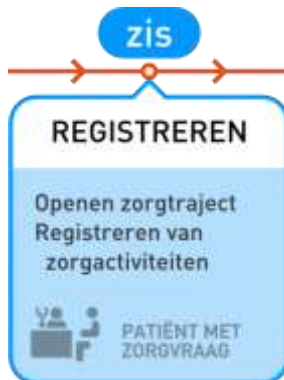 zis
REGISTREREN
Openen zorgtraject
Registreren van
zorgactiviteiten
PATIËNT MET
ZORGVRAAG